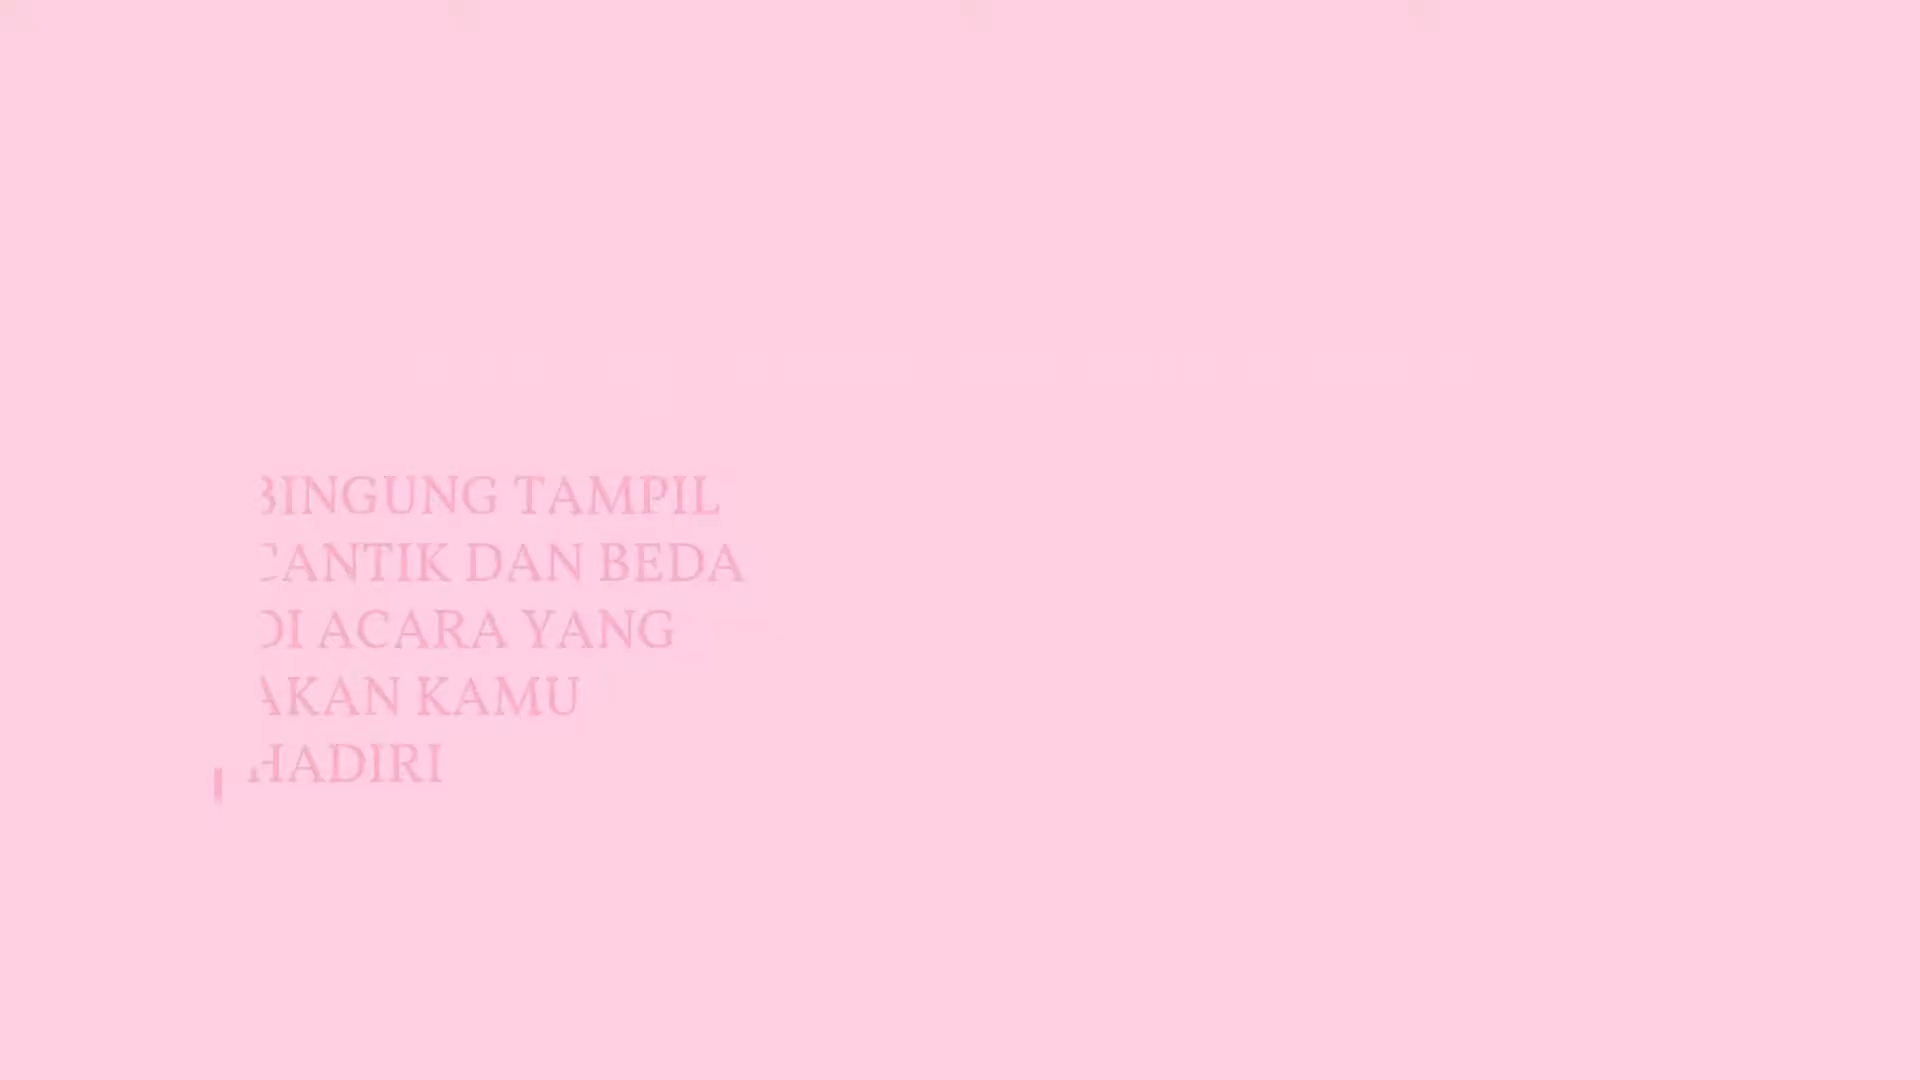 BINGUNG TAMPIL
CANTIK DAN BEDA
DI ACARA YANG
AKAN KAMU
HADIRI